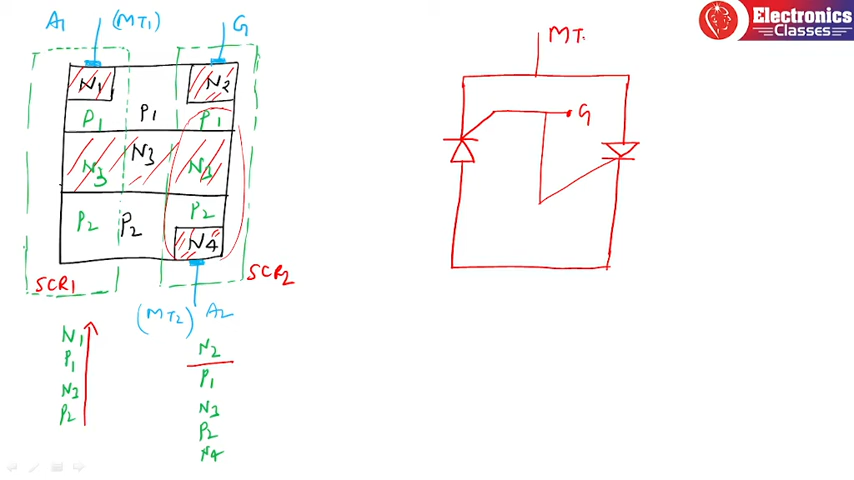 Electronics
Classes
A1 (MT1) G
MT.
N1 N2
P1 P1 P1
G
N3 N3 N3
P2 P2 P2
N4
SCR1 SCR2
(MT2) A2
N1
P1
N3
P2
N2
P1
N3
P2
N4